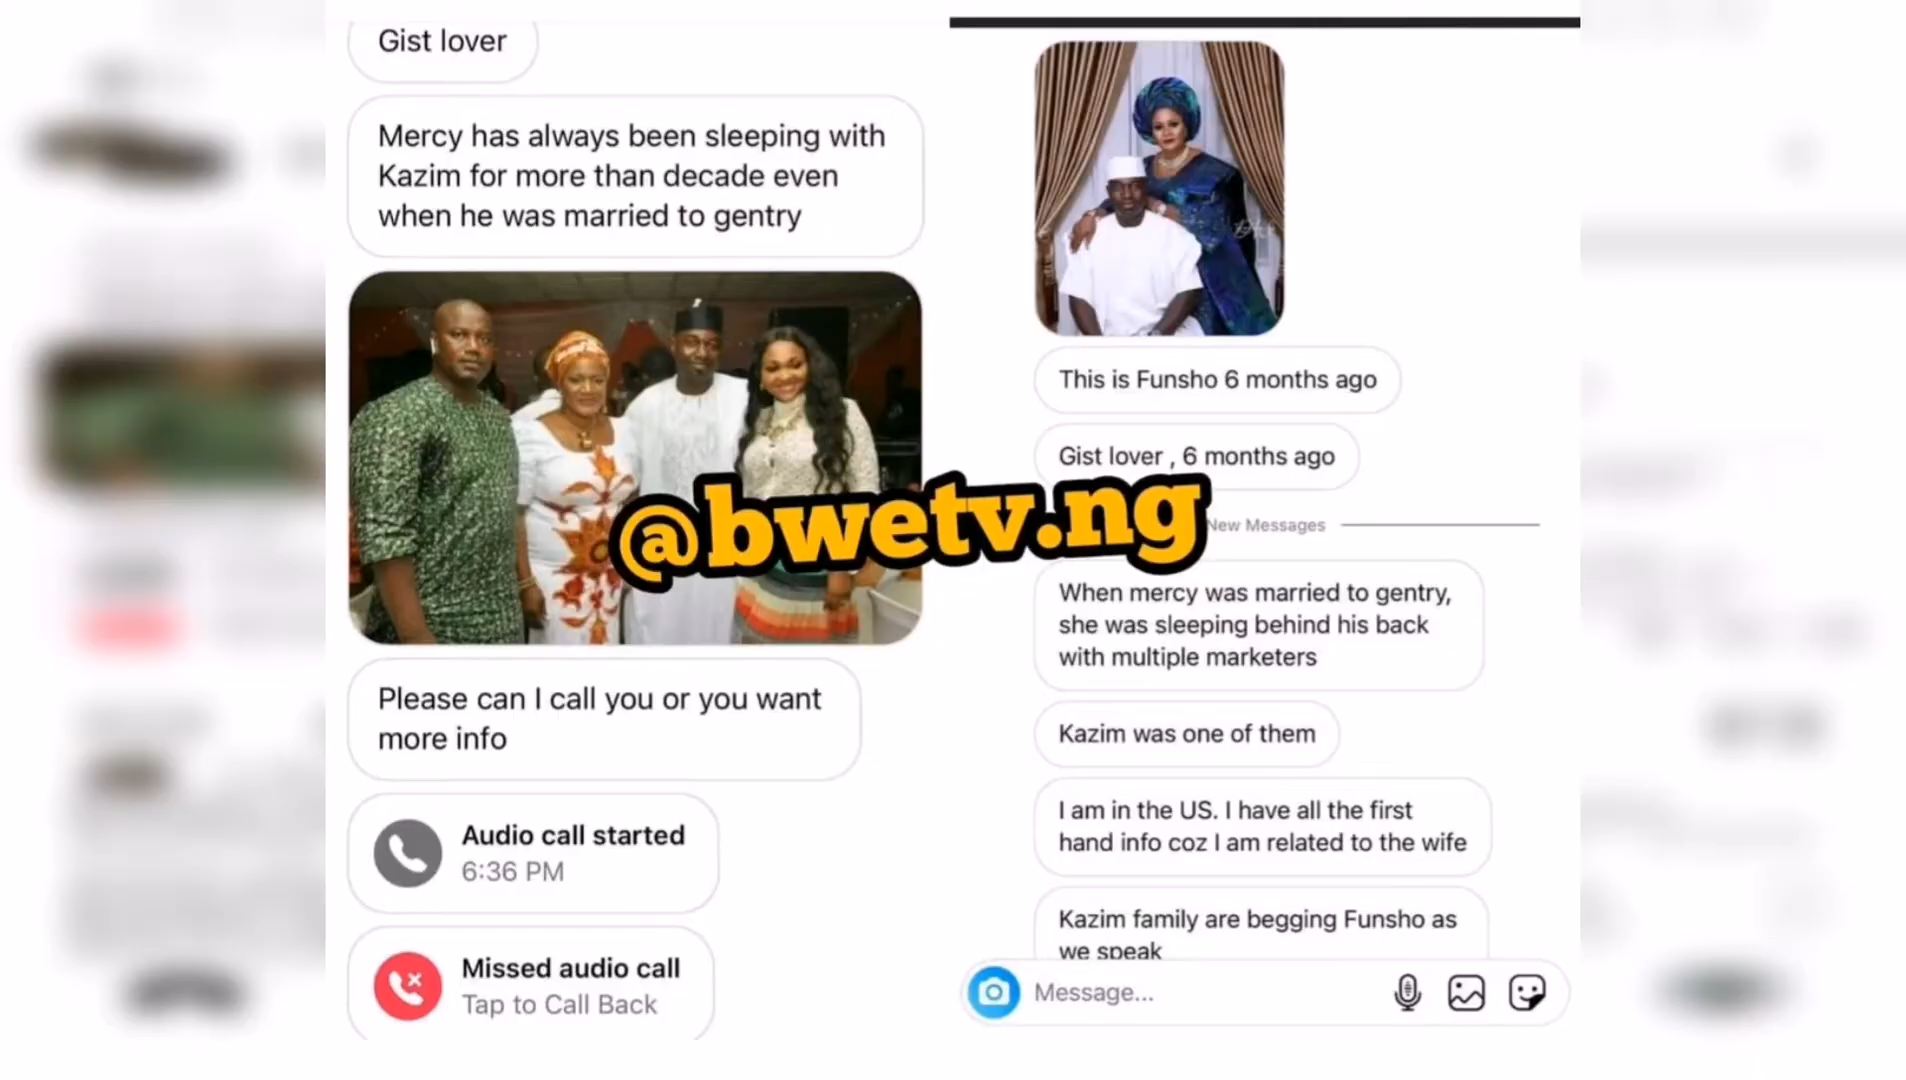 Gist lover
Mercy has always been sleeping with
Kazim for more than decade even
when he was married to gentry
Please can I call you or you want
more info
Audio call started
6:36 PM
Missed audio call
Tap to Call Back
This is Funsho 6 months ago
Gist lover , 6 months ago
@bwetv.ng
New Messages
When mercy was married to gentry,
she was sleeping behind his back
with multiple marketers
Kazim was one of them
I am in the US. I have all the first
hand info coz I am related to the wife
Kazim family are begging Funsho as
we speak
Message...